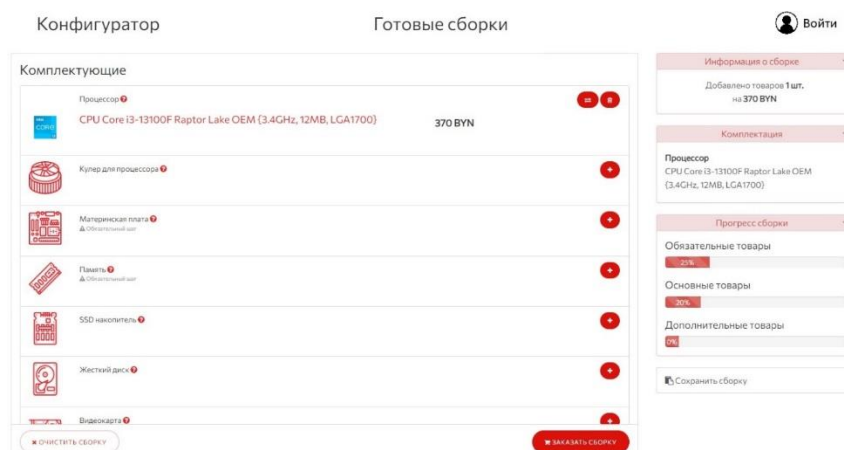 Конфигуратор
Готовые сборки
Войти
Комплектующие
Процессор
CPU Core i3-13100F Raptor Lake OEM (3.4GHz, 12MB, LGA1700)
370 BYN
Кулер для процессора
Материнская плата
Обязательный шаг
Память
Обязательный шаг
SSD накопитель
Жесткий диск
Видеокарта
ОЧИСТИТЬ СБОРКУ
ЗАКАЗАТЬ СБОРКУ
Информация о сборке
Добавлено товаров 1 шт.
на 370 BYN
Комплектация
Процессор
CPU Core i3-13100F Raptor Lake OEM
(3.4GHz, 12MB, LGA1700)
Прогресс сборки
Обязательные товары
25%
Основные товары
20%
Дополнительные товары
0%
Сохранить сборку